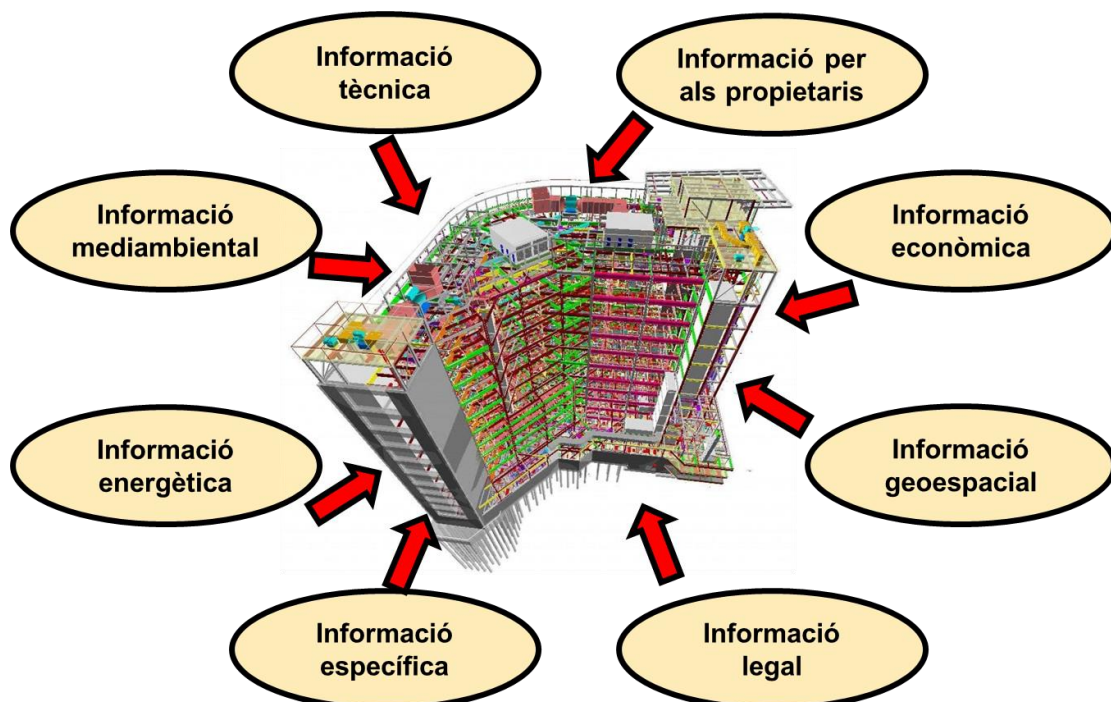 Informació
tècnica
Informació per
als propietaris
Informació
mediambiental
Informació
econòmica
Informació
energètica
Informació
geoespacial
Informació
específica
Informació
legal